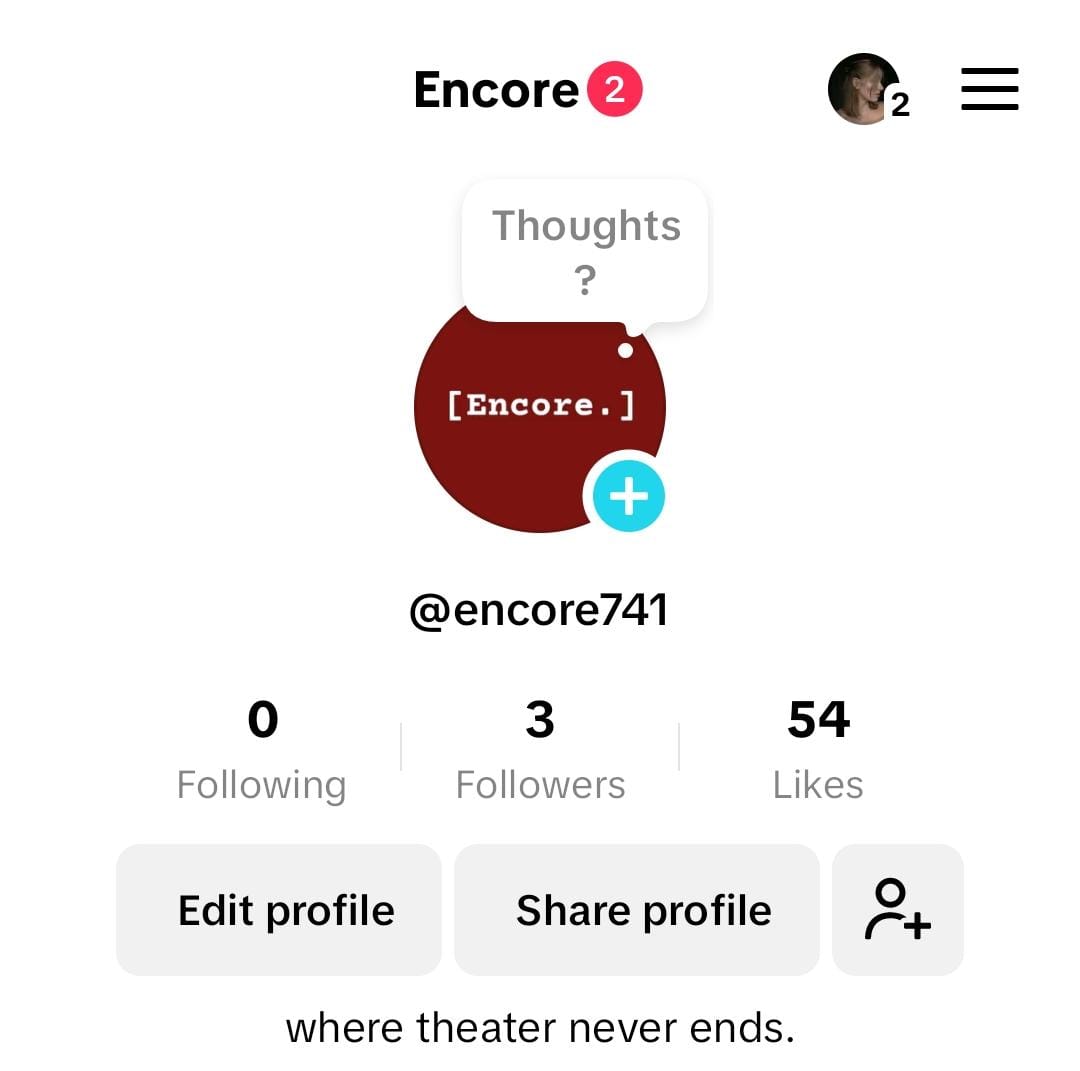 Encore 2
2
Thoughts
?
[Encore.]
@encore741
0 3 54
Following Followers Likes
Edit profile Share profile
where theater never ends.